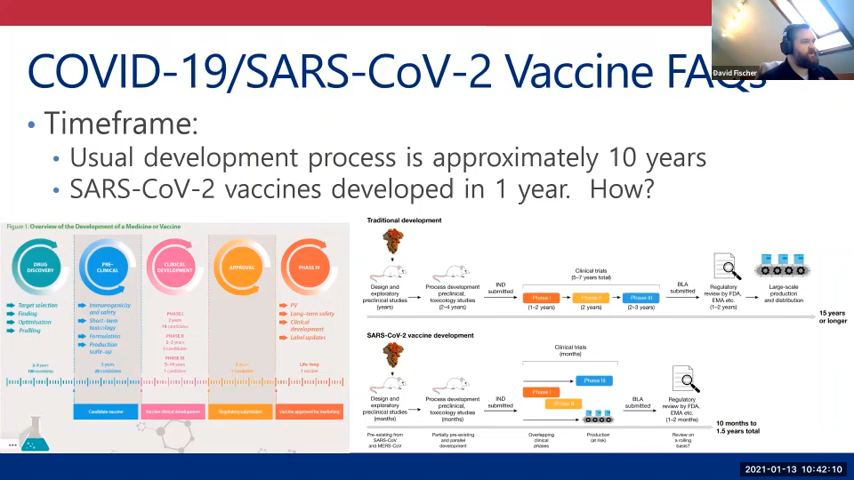 COVID-19/SARS-CoV-2 Vaccine FAQs
David Fischer
• Timeframe:
• Usual development process is approximately 10 years
• SARS-CoV-2 vaccines developed in 1 year. How?
Figure 1: Overview of the Development of a Medicine or Vaccine
DRUG
DISCOVERY
PRE-
CLINICAL
CLINICAL
DEVELOPMENT
APPROVAL
PHASE IV
Target selection
Finding
Optimisation
Profiling
Immunogenicity
and safety
Short-term
toxicology
Formulation
Production
scale-up
PHASE I
2 years
PHASE II
PHASE III
PV
Long-term safety
Clinical
development
Label updates
Candidate vaccine
Vaccine clinical development
Regulatory submission
Vaccine approved for marketing
Traditional development
Design and
exploratory
preclinical studies
(years)
Process development
preclinical,
toxicology studies
(2–4 years)
IND
submitted
Clinical trials
(5–7 years total)
Phase I
(1–2 years)
Phase II
(2 years)
Phase III
(2–3 years)
BLA
submitted
Regulatory
review by FDA,
EMA etc.
(1–2 years)
Large-scale
production
and distribution
15 years
or longer
SARS-CoV-2 vaccine development
Design and
exploratory
preclinical studies
(months)
Process development
preclinical,
toxicology studies
(months)
IND
submitted
Clinical trials
(months)
Phase I
Phase II
Phase III
BLA
submitted
Regulatory
review by FDA,
EMA etc.
(1–2 months)
10 months to
1.5 years total
Pre-existing from
SARS-CoV
and MERS-CoV
Partially pre-existing
and parallel
development
Overlapping
clinical
phases
Production
(at risk)
Review on
a rolling
basis?
2021-01-13 10:42:10